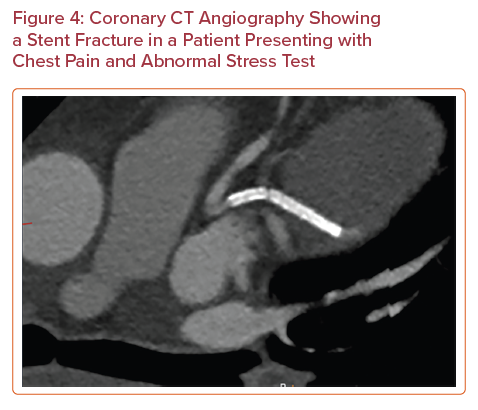 Figure 4: Coronary CT Angiography Showing
a Stent Fracture in a Patient Presenting with
Chest Pain and Abnormal Stress Test